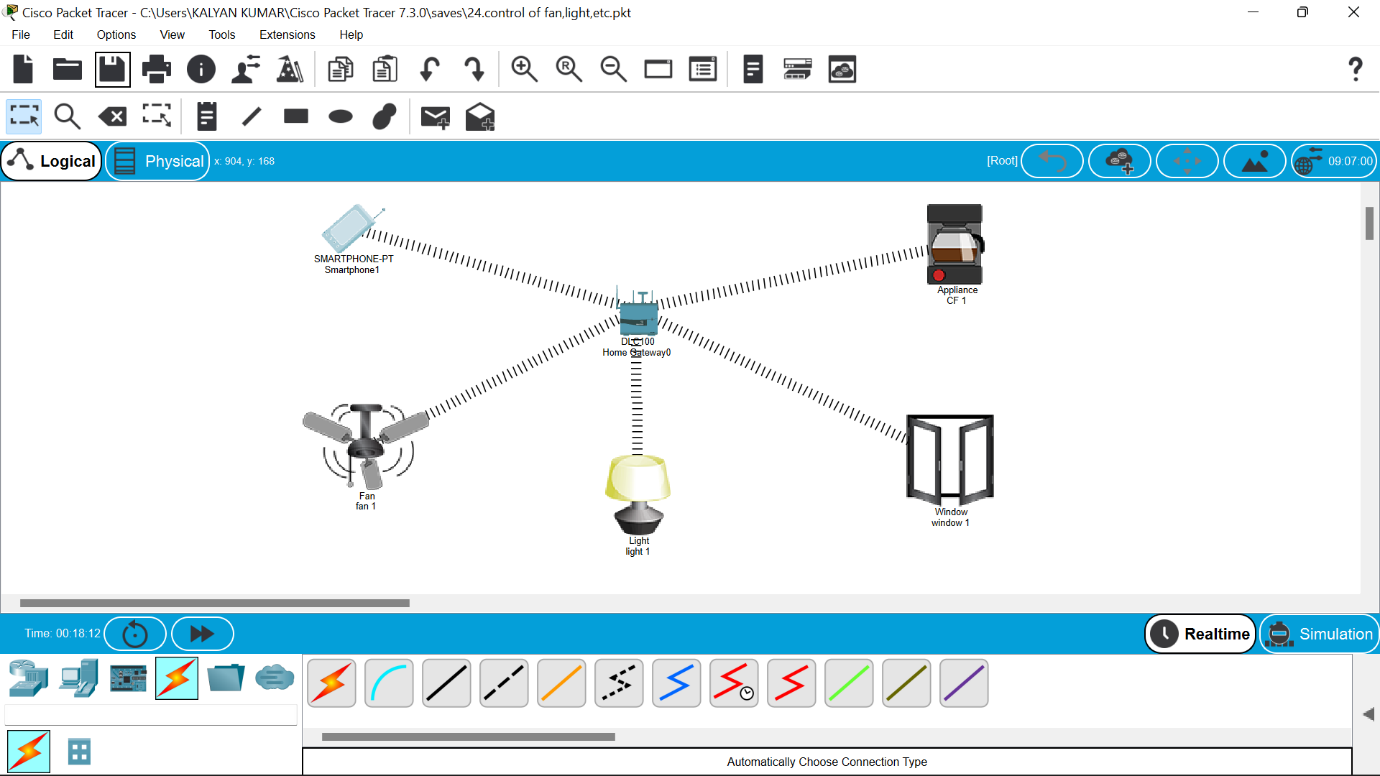 Cisco Packet Tracer - C:\Users\KALYAN KUMAR\Cisco Packet Tracer 7.3.0\saves\24.control of fan,light,etc.pkt
File Edit Options View Tools Extensions Help
Logical Physical x: 904, y: 168 [Root] 09:07:00
SMARTPHONE-PT
Smartphone1
Appliance
CF 1
DLC100
Home Gateway0
Fan
fan 1
Light
light 1
Window
window 1
Time: 00:18:12 Realtime Simulation
Automatically Choose Connection Type